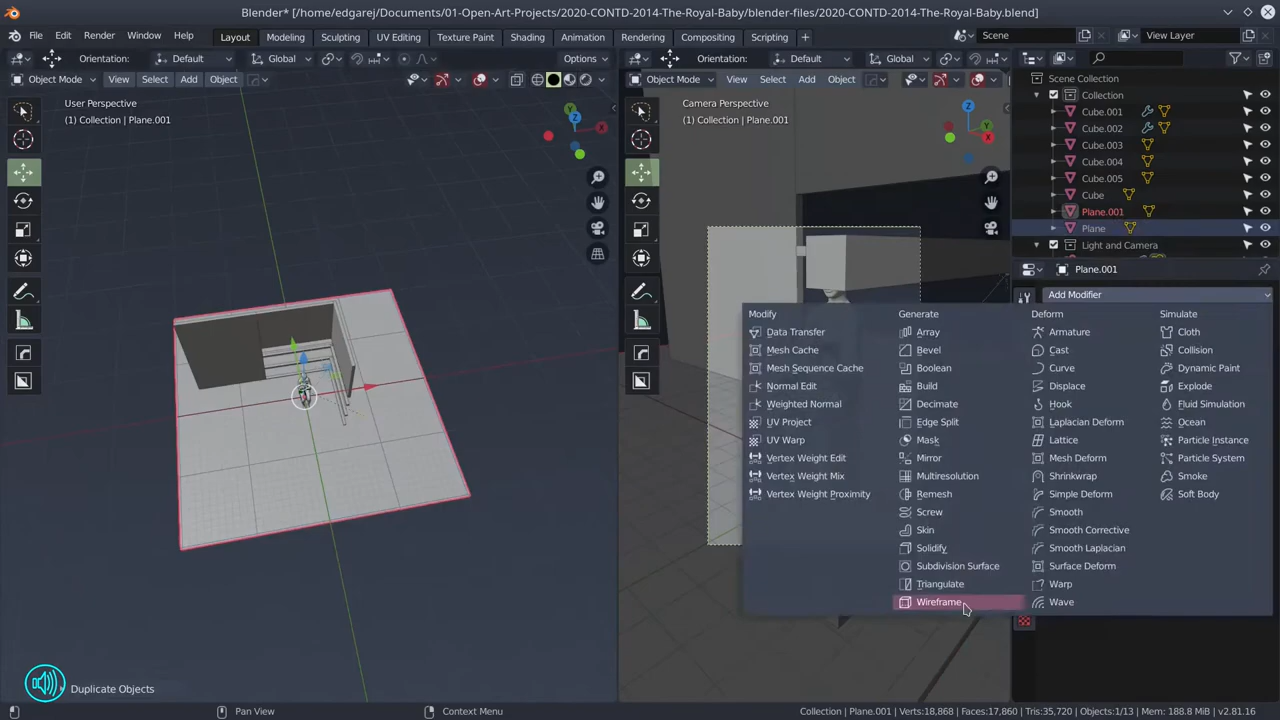 Blender* [/home/edgarej/Documents/01-Open-Art-Projects/2020-CONTD-2014-The-Royal-Baby/blender-files/2020-CONTD-2014-The-Royal-Baby.blend]
File Edit Render Window Help Layout Modeling Sculpting UV Editing Texture Paint Shading Animation Rendering Compositing Scripting + Scene View Layer
Orientation: Default Global Options
Object Mode View Select Add Object
User Perspective
(1) Collection | Plane.001
Orientation: Default Global
Object Mode View Select Add Object
Camera Perspective
(1) Collection | Plane.001
Scene Collection
Collection
Cube.001
Cube.002
Cube.003
Cube.004
Cube.005
Cube
Plane.001
Plane
Light and Camera
Plane.001
Add Modifier
Modify
Data Transfer
Mesh Cache
Mesh Sequence Cache
Normal Edit
Weighted Normal
UV Project
UV Warp
Vertex Weight Edit
Vertex Weight Mix
Vertex Weight Proximity
Generate
Array
Bevel
Boolean
Build
Decimate
Edge Split
Mask
Mirror
Multiresolution
Remesh
Screw
Skin
Solidify
Subdivision Surface
Triangulate
Wireframe
Deform
Armature
Cast
Curve
Displace
Hook
Laplacian Deform
Lattice
Mesh Deform
Shrinkwrap
Simple Deform
Smooth
Smooth Corrective
Smooth Laplacian
Surface Deform
Warp
Wave
Simulate
Cloth
Collision
Dynamic Paint
Explode
Fluid Simulation
Ocean
Particle Instance
Particle System
Smoke
Soft Body
Duplicate Objects
Pan View Context Menu Collection | Plane.001 | Verts:18,868 | Faces:17,860 | Tris:35,720 | Objects:1/13 | Mem: 188.8 MiB | v2.81.16